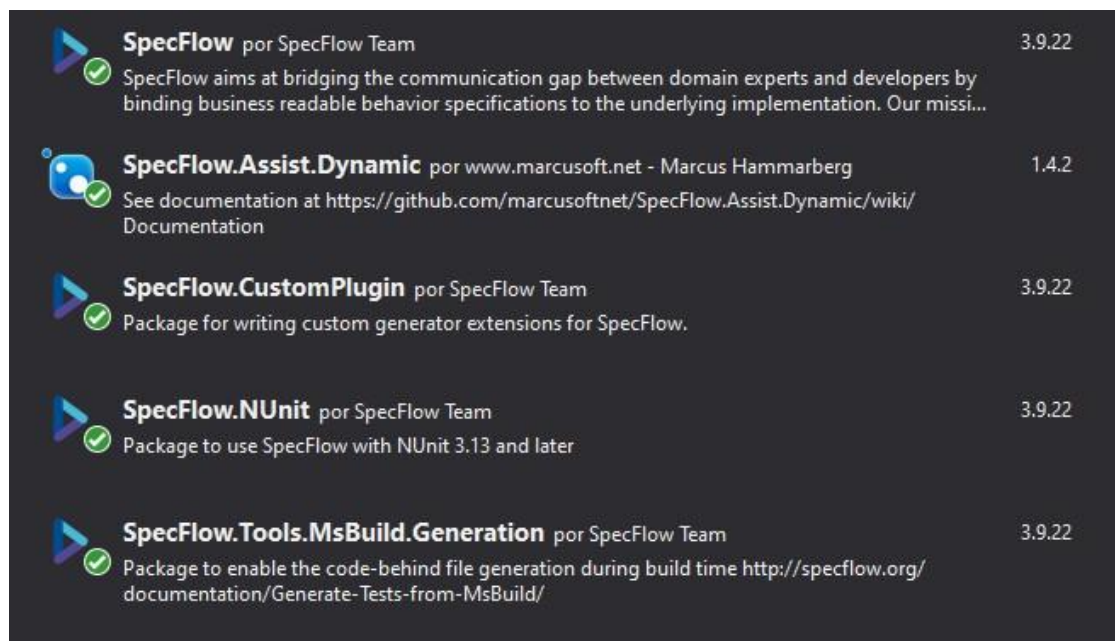 SpecFlow por SpecFlow Team 3.9.22
SpecFlow aims at bridging the communication gap between domain experts and developers by
binding business readable behavior specifications to the underlying implementation. Our missi...
SpecFlow.Assist.Dynamic por www.marcusoft.net - Marcus Hammarberg 1.4.2
See documentation at https://github.com/marcusoftnet/SpecFlow.Assist.Dynamic/wiki/
Documentation
SpecFlow.CustomPlugin por SpecFlow Team 3.9.22
Package for writing custom generator extensions for SpecFlow.
SpecFlow.NUnit por SpecFlow Team 3.9.22
Package to use SpecFlow with NUnit 3.13 and later
SpecFlow.Tools.MsBuild.Generation por SpecFlow Team 3.9.22
Package to enable the code-behind file generation during build time http://specflow.org/
documentation/Generate-Tests-from-MsBuild/